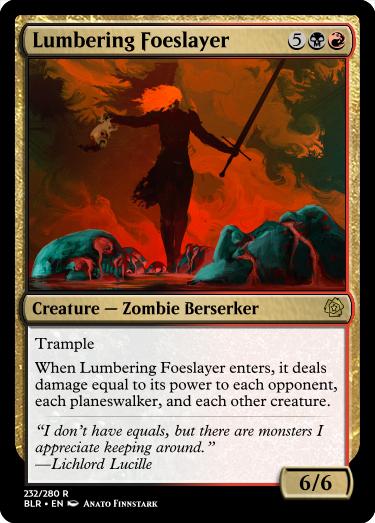 Lumbering Foeslayer 5
Creature — Zombie Berserker
Trample
When Lumbering Foeslayer enters, it deals
damage equal to its power to each opponent,
each planeswalker, and each other creature.
“I don’t have equals, but there are monsters I
appreciate keeping around.”
—Lichlord Lucille
6/6
232/280 R
BLR • EN Anato Finnstark